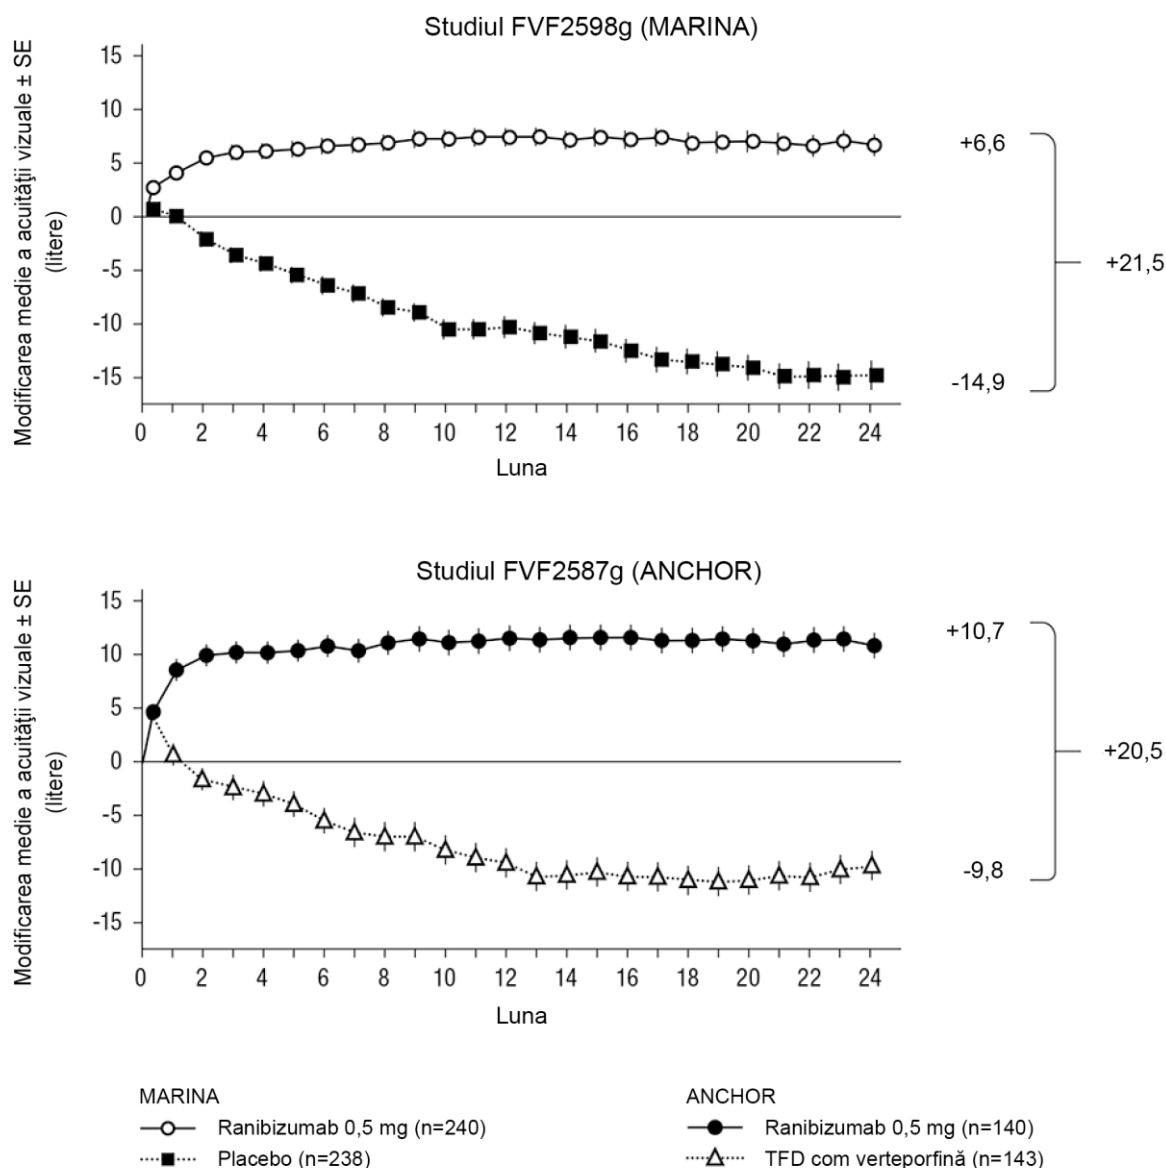 Studiul FVF2598g (MARINA)
Modificarea medie a acuităţii vizuale ± SE
(litere)
15
10
5
0
-5
-10
-15
0 2 4 6 8 10 12 14 16 18 20 22 24
Luna
+6,6
+21,5
-14,9
Studiul FVF2587g (ANCHOR)
Modificarea medie a acuităţii vizuale ± SE
(litere)
15
10
5
0
-5
-10
-15
0 2 4 6 8 10 12 14 16 18 20 22 24
Luna
+10,7
+20,5
-9,8
MARINA
Ranibizumab 0,5 mg (n=240)
Placebo (n=238)
ANCHOR
Ranibizumab 0,5 mg (n=140)
TFD com verteporfină (n=143)